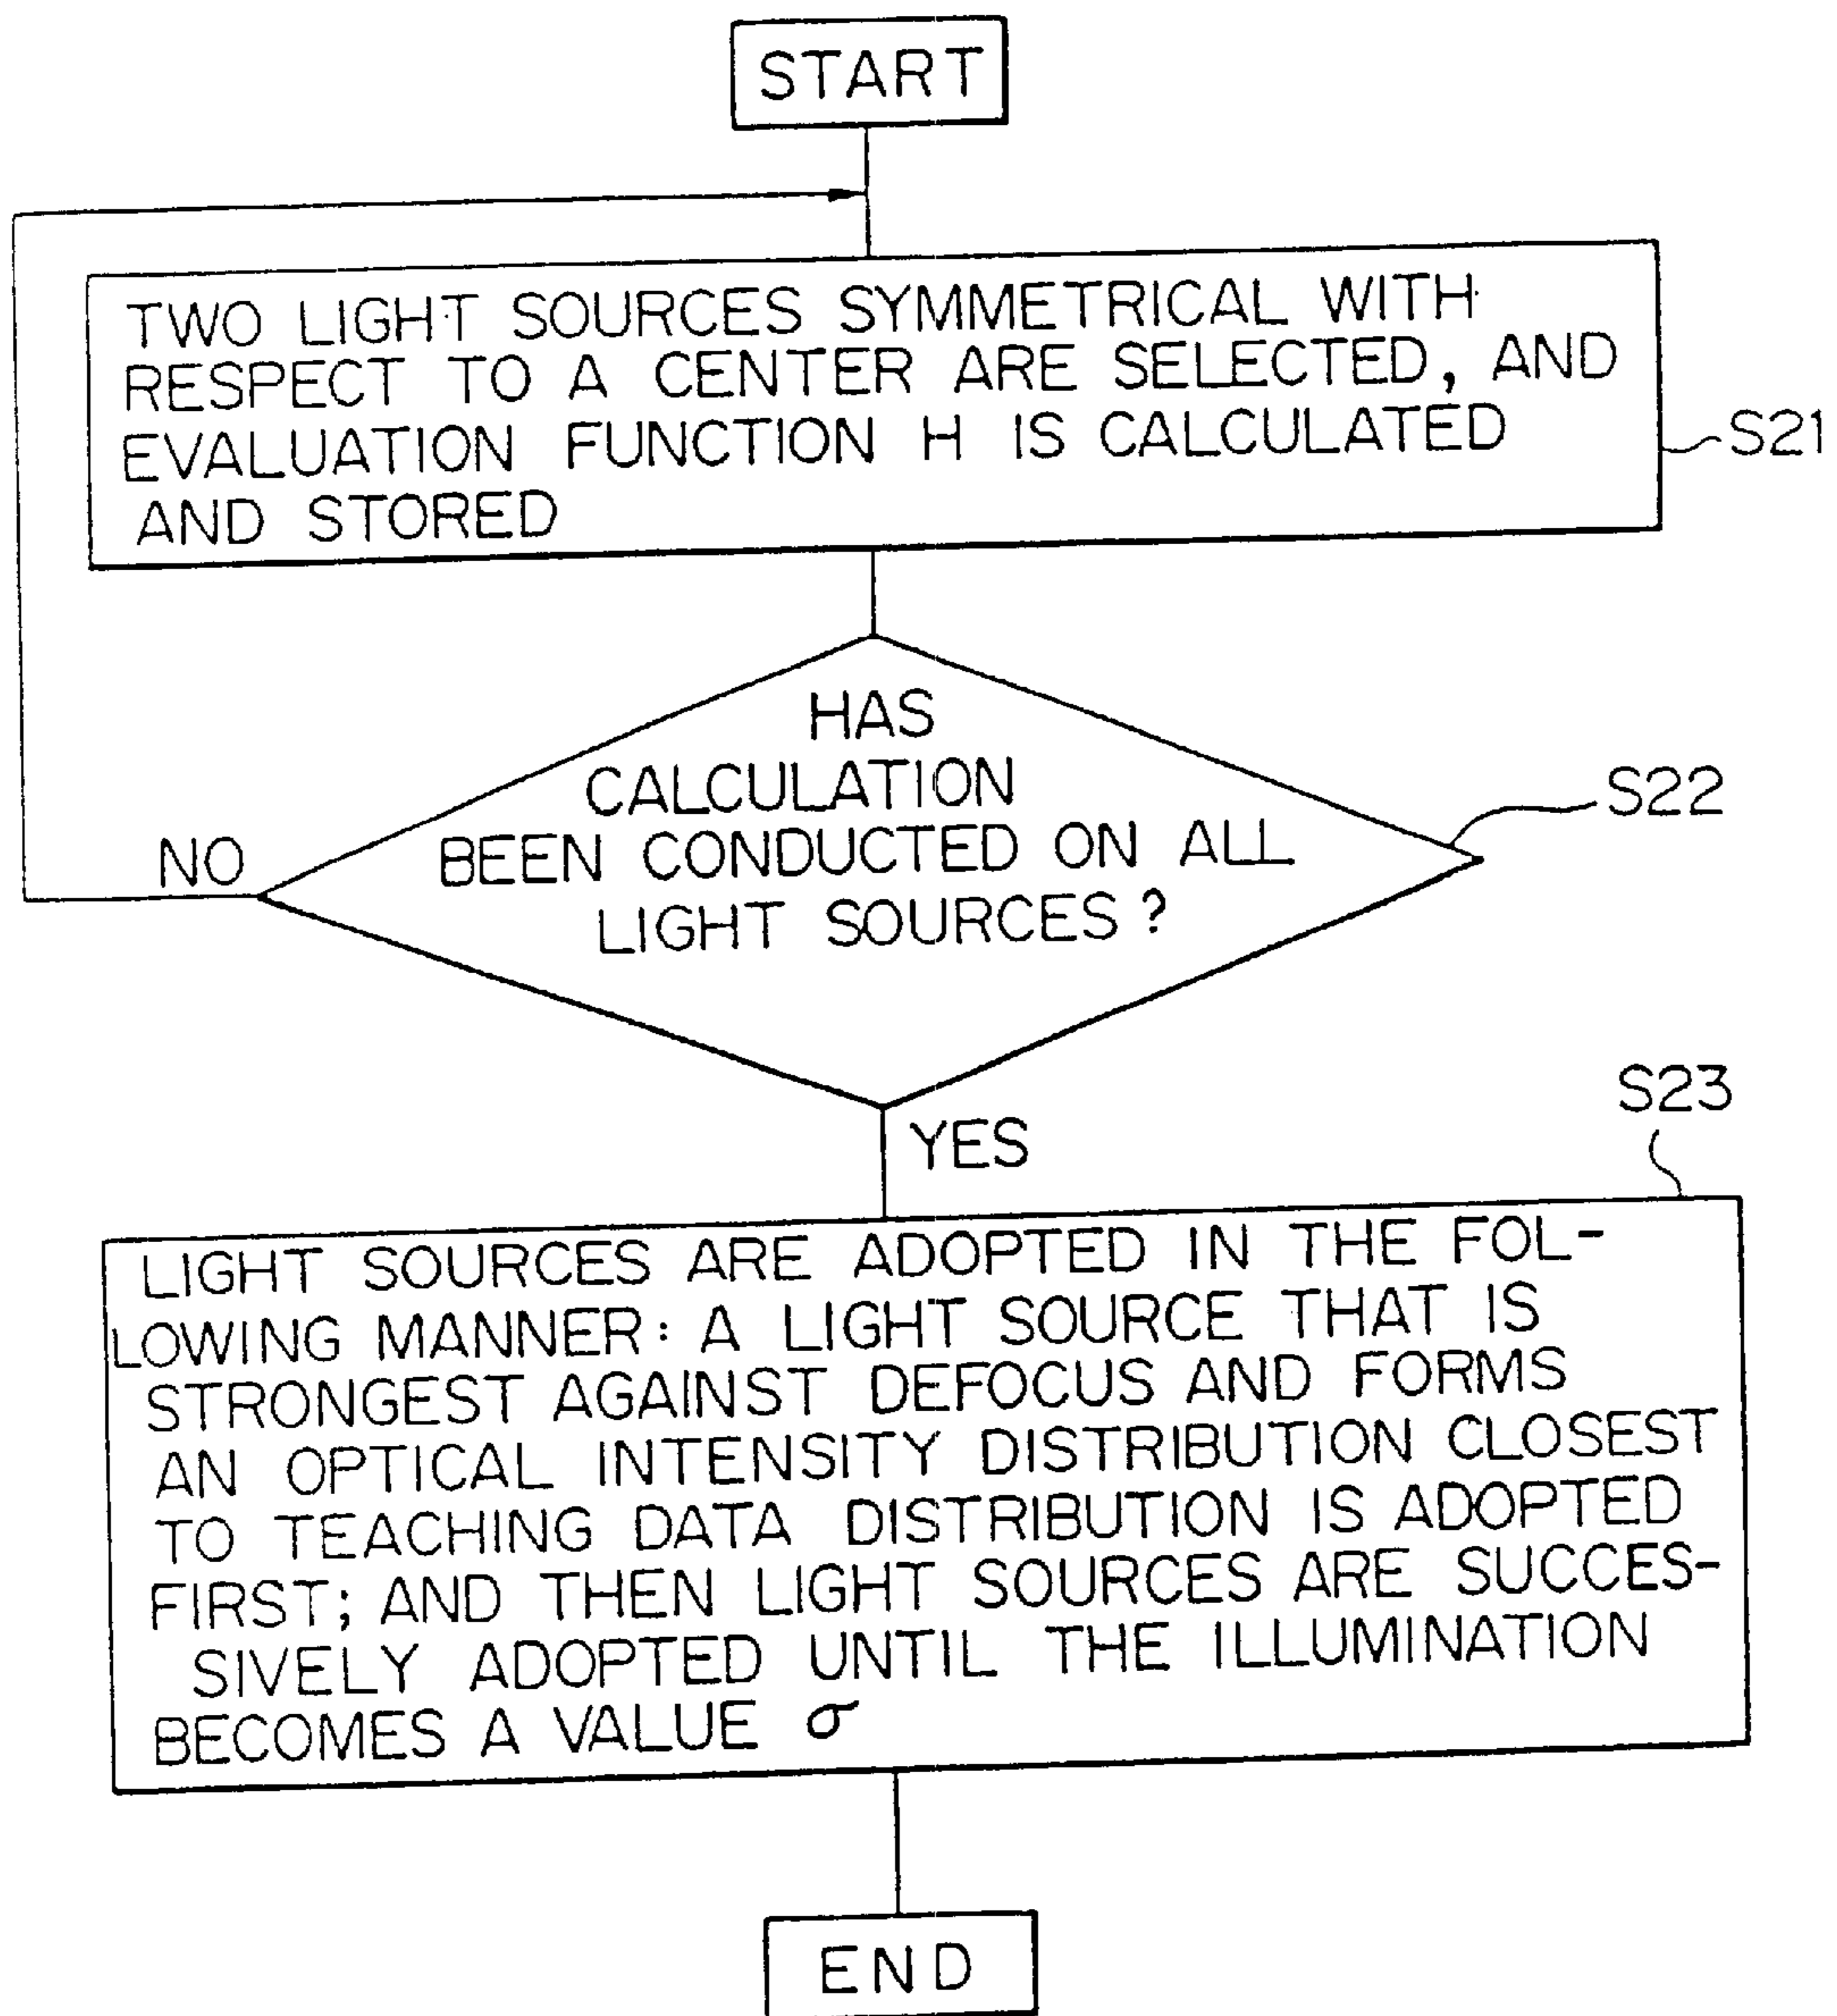 START
TWO LIGHT SOURCES SYMMETRICAL WITH
RESPECT TO A CENTER ARE SELECTED, AND
EVALUATION FUNCTION H IS CALCULATED
AND STORED
S21
HAS
CALCULATION
BEEN CONDUCTED ON ALL
LIGHT SOURCES?
S22
NO
YES
S23
LIGHT SOURCES ARE ADOPTED IN THE FOL-
LOWING MANNER: A LIGHT SOURCE THAT IS
STRONGEST AGAINST DEFOCUS AND FORMS
AN OPTICAL INTENSITY DISTRIBUTION CLOSEST
TO TEACHING DATA DISTRIBUTION IS ADOPTED
FIRST; AND THEN LIGHT SOURCES ARE SUCCES-
SIVELY ADOPTED UNTIL THE ILLUMINATION
BECOMES A VALUE σ
END